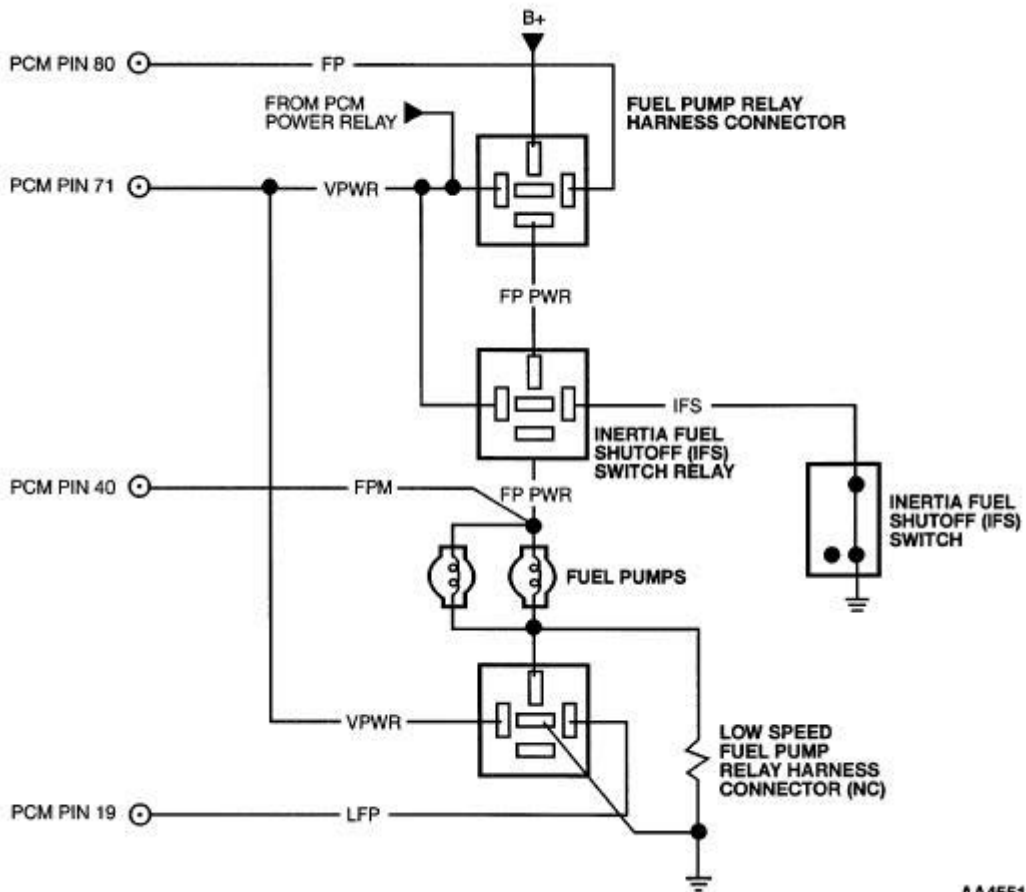 B+
PCM PIN 80
FP
FROM PCM
POWER RELAY
FUEL PUMP RELAY
HARNESS CONNECTOR
PCM PIN 71
VPWR
FP PWR
IFS
INERTIA FUEL
SHUTOFF (IFS)
SWITCH RELAY
PCM PIN 40
FPM
FP PWR
INERTIA FUEL
SHUTOFF (IFS)
SWITCH
FUEL PUMPS
VPWR
LOW SPEED
FUEL PUMP
RELAY HARNESS
CONNECTOR (NC)
PCM PIN 19
LFP